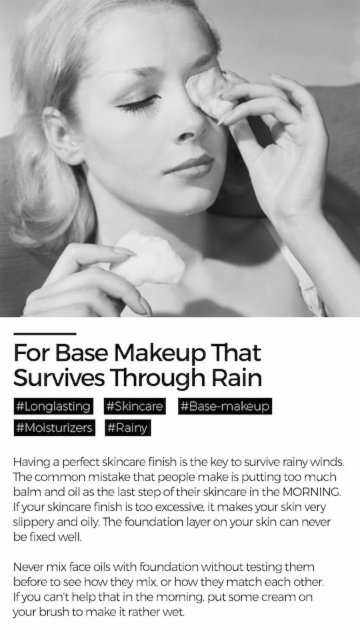 For Base Makeup That
Survives Through Rain
#Longlasting #Skincare #Base-makeup
#Moisturizers #Rainy
Having a perfect skincare finish is the key to survive rainy winds.
The common mistake that people make is putting too much
balm and oil as the last step of their skincare in the MORNING.
If your skincare finish is too excessive, it makes your skin very
slippery and oily. The foundation layer on your skin can never
be fixed well.
Never mix face oils with foundation without testing them
before to see how they mix, or how they match each other.
If you can't help that in the morning, put some cream on
your brush to make it rather wet.